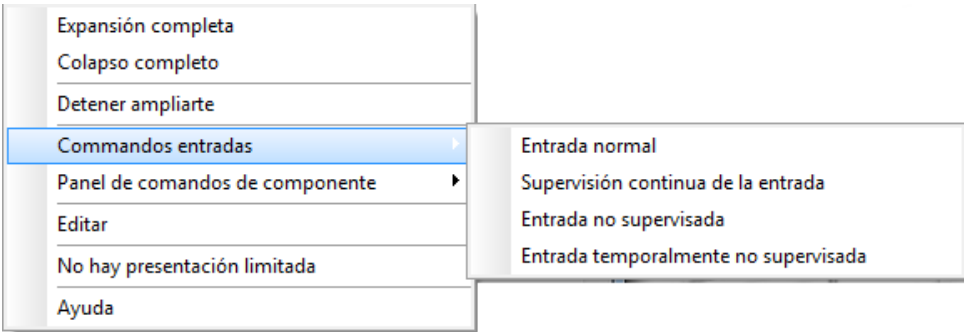 Expansión completa
Colapso completo
Detener ampliarte
Commandos entradas
Panel de comandos de componente
Editar
No hay presentación limitada
Ayuda
Entrada normal
Supervisión continua de la entrada
Entrada no supervisada
Entrada temporalmente no supervisada